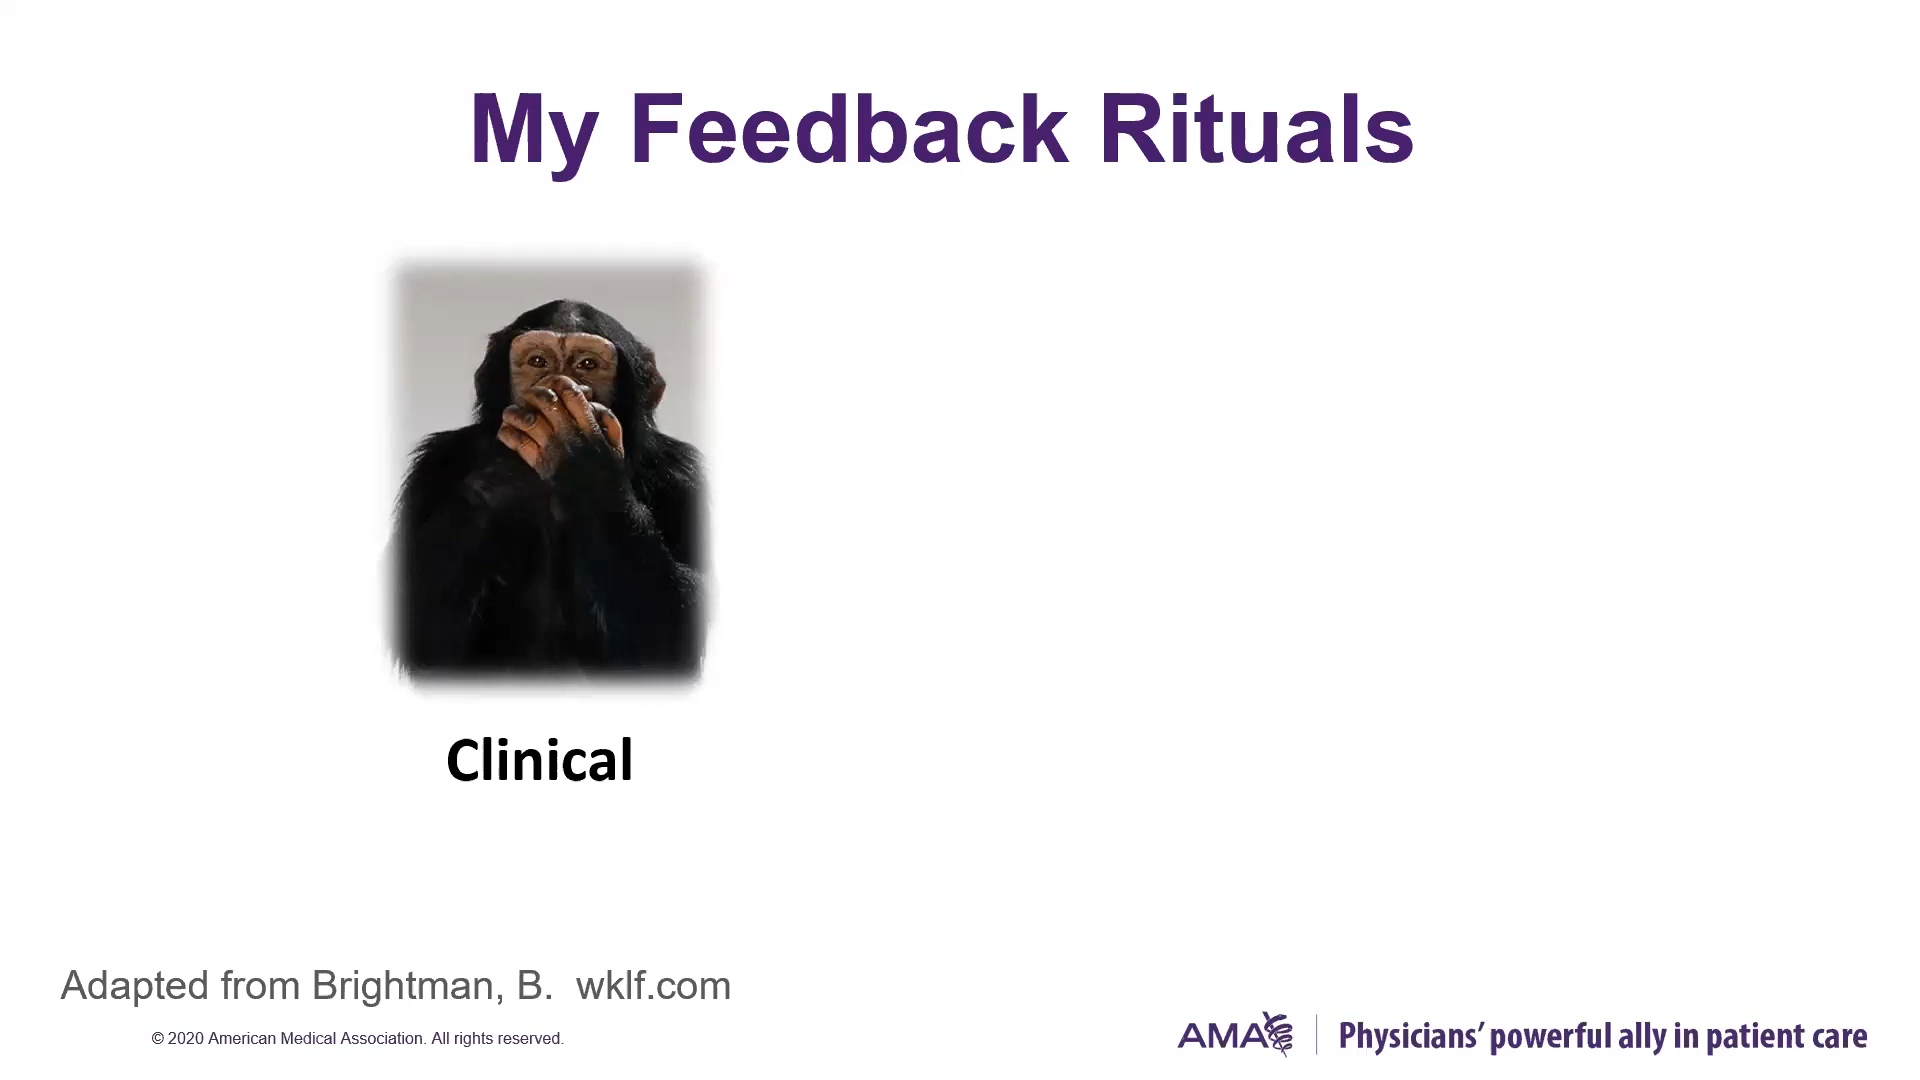 My Feedback Rituals
Clinical
Adapted from Brightman, B.  wklf.com
© 2020 American Medical Association. All rights reserved.
AMA
Physicians’ powerful ally in patient care